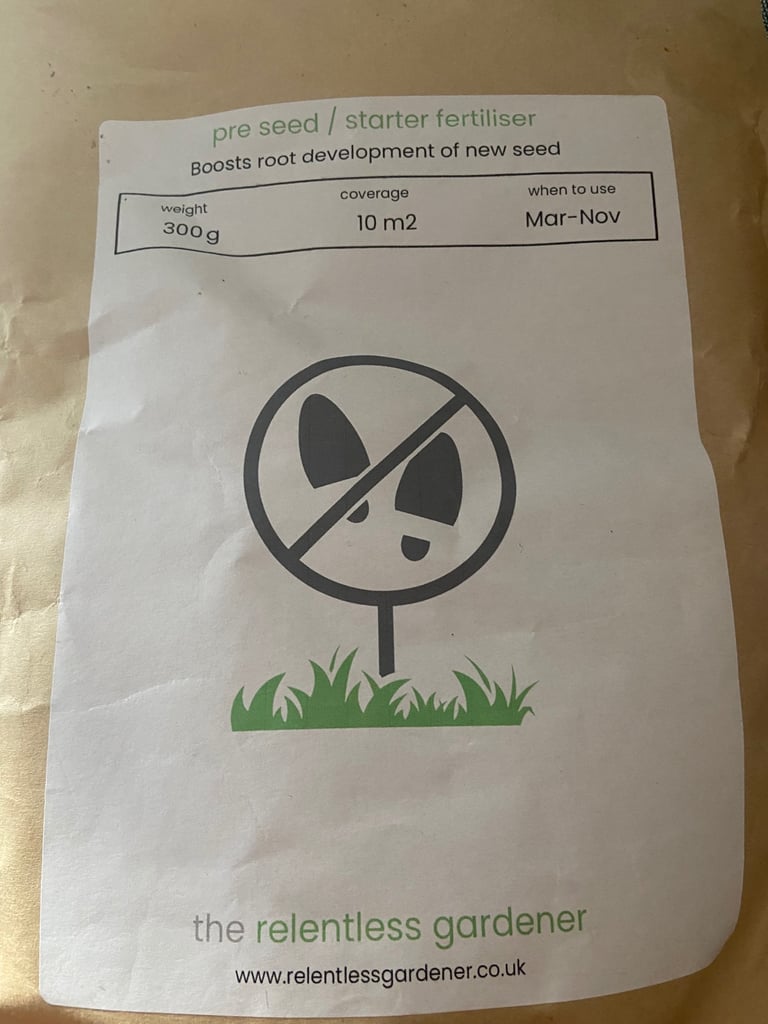 pre seed / starter fertiliser
Boosts root development of new seed
weight coverage when to use
300g 10 m2 Mar-Nov
the relentless gardener
www.relentlessgardener.co.uk